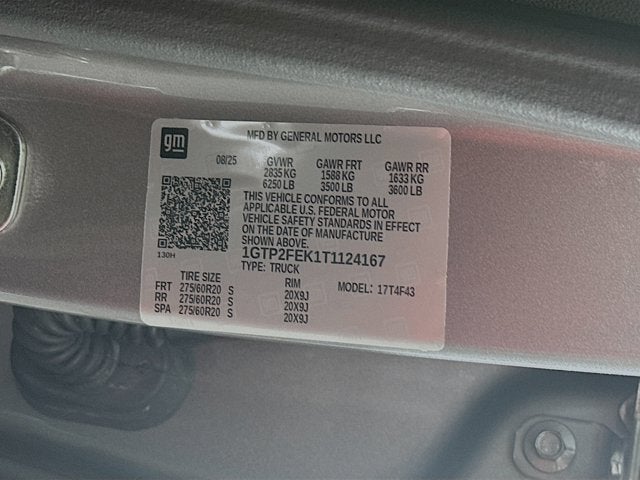 gm
MFD BY GENERAL MOTORS LLC
08/25 GVWR GAWR FRT GAWR RR
2835 KG 1588 KG 1633 KG
6250 LB 3500 LB 3600 LB
THIS VEHICLE CONFORMS TO ALL
APPLICABLE U.S. FEDERAL MOTOR
VEHICLE SAFETY STANDARDS IN EFFECT
ON THE DATE OF MANUFACTURE
SHOWN ABOVE.
130H
1GTP2FEK1T1124167
TYPE: TRUCK
TIRE SIZE RIM MODEL: 17T4F43
FRT 275/60R20 S 20X9J
RR 275/60R20 S 20X9J
SPA 275/60R20 S 20X9J